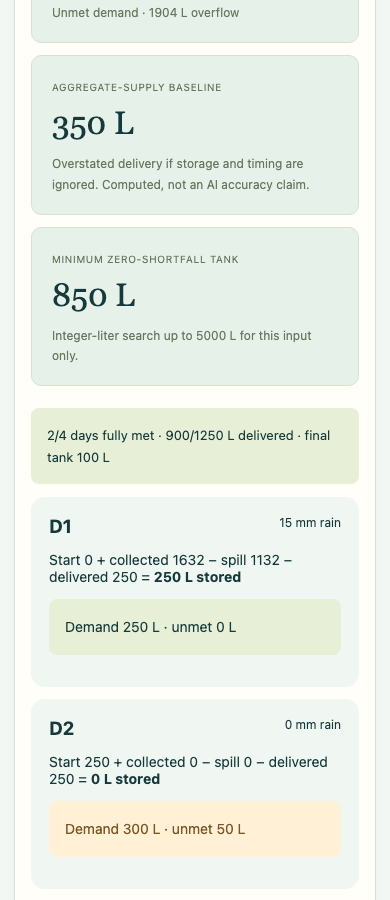 Unmet demand · 1904 L overflow
AGGREGATE-SUPPLY BASELINE
350 L
Overstated delivery if storage and timing are
ignored. Computed, not an AI accuracy claim.
MINIMUM ZERO-SHORTFALL TANK
850 L
Integer-liter search up to 5000 L for this input
only.
2/4 days fully met · 900/1250 L delivered · final
tank 100 L
D1
15 mm rain
Start 0 + collected 1632 − spill 1132 −
delivered 250 = 250 L stored
Demand 250 L · unmet 0 L
D2
0 mm rain
Start 250 + collected 0 − spill 0 − delivered
250 = 0 L stored
Demand 300 L · unmet 50 L